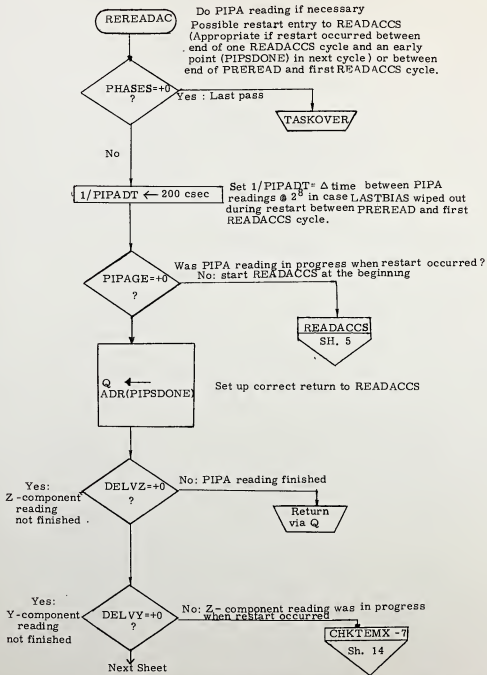 REREADAC
Do PIPA reading if necessary
Possible restart entry to READACCS
(Appropriate if restart occurred between
end of one READACCS cycle and an early
point (PIPSDONE) in next cycle) or between
end of PREREAD and first READACCS cycle.
PHASE5=+0
?
Yes : Last pass
TASKOVER
No
1/PIPADT ← 200 csec
Set 1/PIPADT= Δ time between PIPA
readings @ 2⁸ in case LASTBIAS wiped out
during restart between PREREAD and first
READACCS cycle.
PIPAGE=+0
?
Was PIPA reading in progress when restart occurred ?
No: start READACCS at the beginning
READACCS
SH. 5
Q ←
ADR(PIPSDONE)
Set up correct return to READACCS
Yes:
Z-component
reading
not finished .
DELVZ=+0
?
No: PIPA reading finished
Return
via Q
Yes:
Y-component
reading
not finished
DELVY=+0
?
No: Z- component reading was in progress
when restart occurred
CHKTEMX -7
Sh. 14
Next Sheet